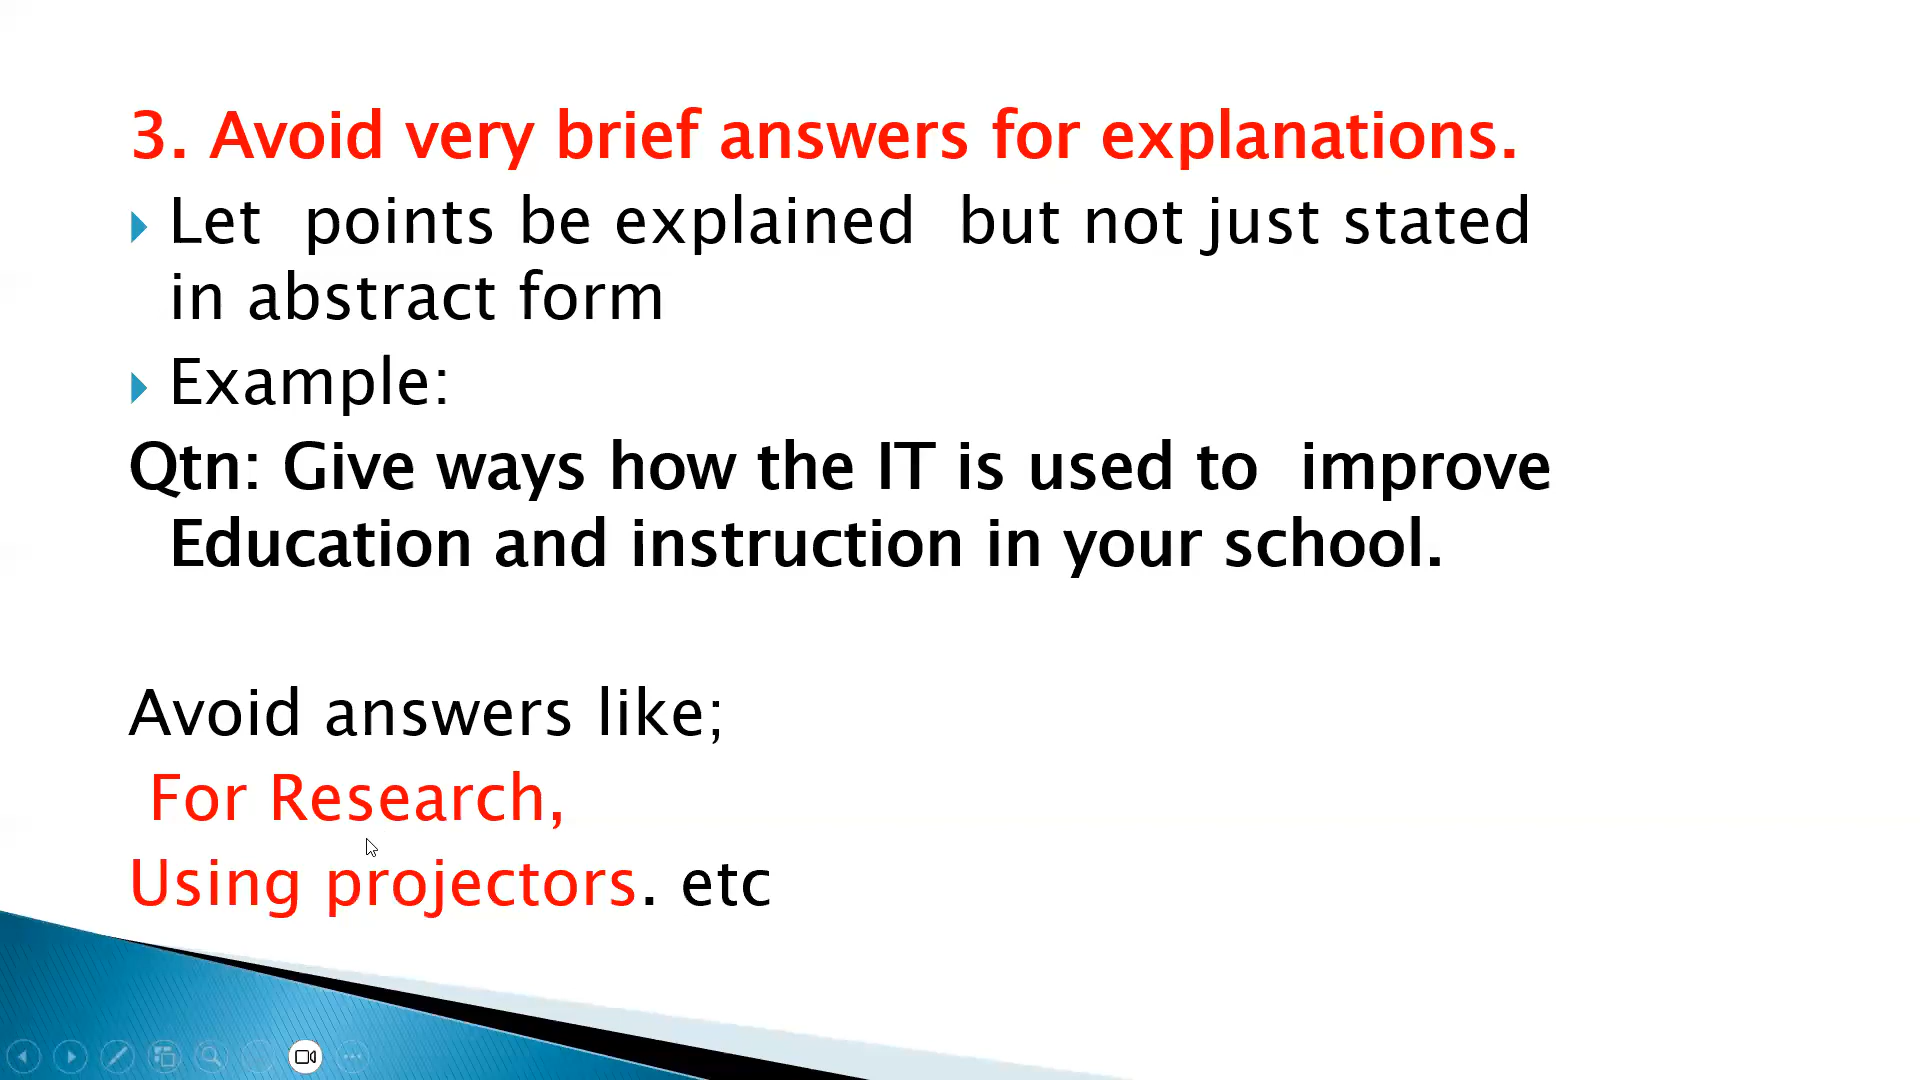 3. Avoid very brief answers for explanations.
Let points be explained but not just stated
in abstract form
Example:
Qtn: Give ways how the IT is used to improve
Education and instruction in your school.
Avoid answers like;
For Research,
Using projectors. etc